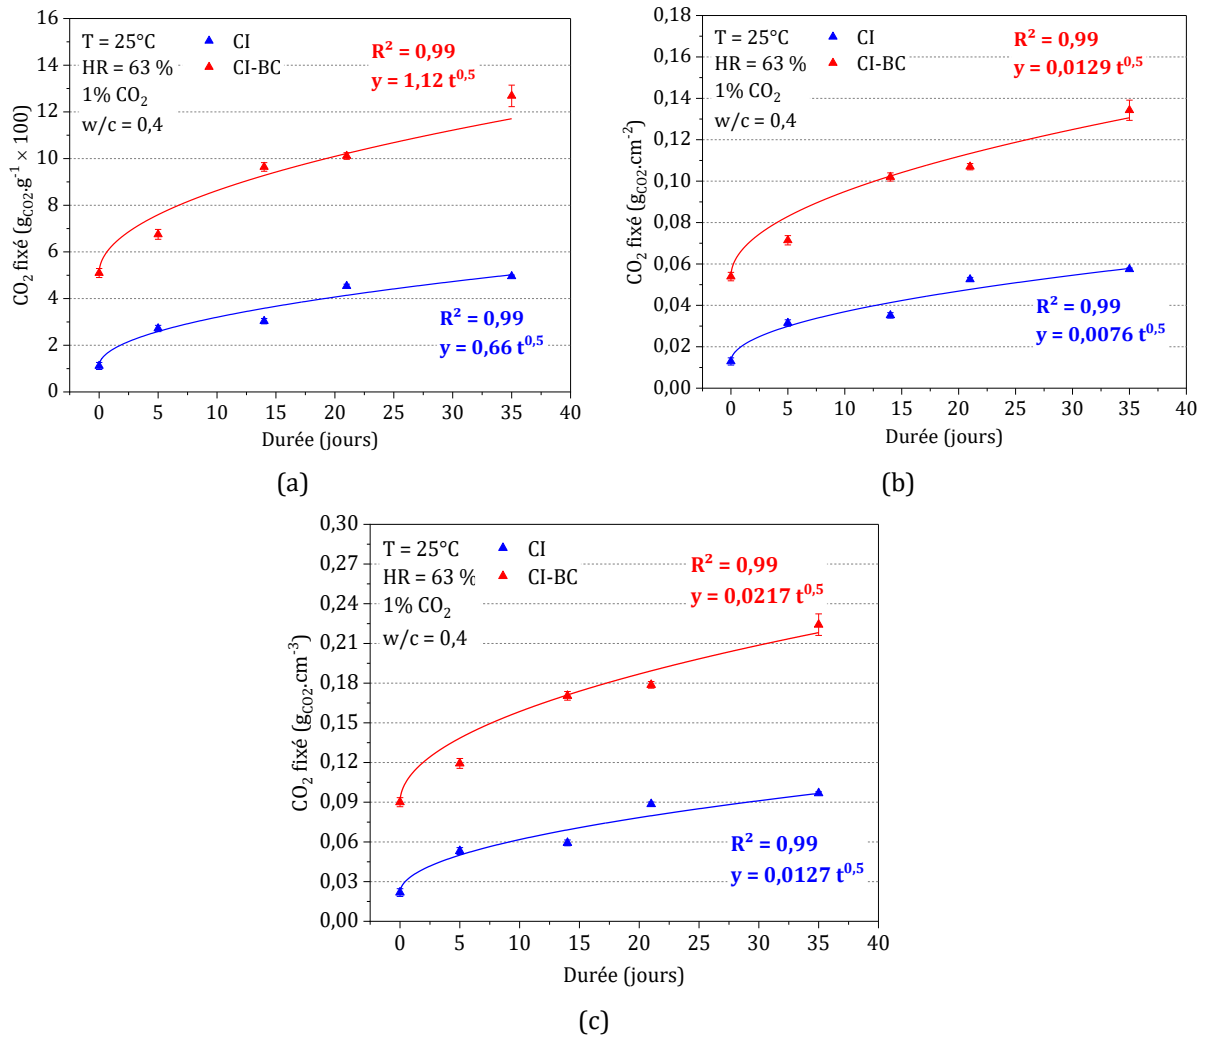 16
14
12
10
8
6
4
2
0
CO2 fixé (gCO2.g-1 × 100)
T = 25°C
HR = 63 %
1% CO2
w/c = 0,4
CI
CI-BC
R² = 0,99
y = 1,12 t0,5
R² = 0,99
y = 0,66 t0,5
0 5 10 15 20 25 30 35 40
Durée (jours)
(a)
0,18
0,16
0,14
0,12
0,10
0,08
0,06
0,04
0,02
0,00
CO2 fixé (gCO2.cm-2)
T = 25°C
HR = 63 %
1% CO2
w/c = 0,4
CI
CI-BC
R² = 0,99
y = 0,0129 t0,5
R² = 0,99
y = 0,0076 t0,5
0 5 10 15 20 25 30 35 40
Durée (jours)
(b)
0,30
0,27
0,24
0,21
0,18
0,15
0,12
0,09
0,06
0,03
0,00
CO2 fixé (gCO2.cm-3)
T = 25°C
HR = 63 %
1% CO2
w/c = 0,4
CI
CI-BC
R² = 0,99
y = 0,0217 t0,5
R² = 0,99
y = 0,0127 t0,5
0 5 10 15 20 25 30 35 40
Durée (jours)
(c)